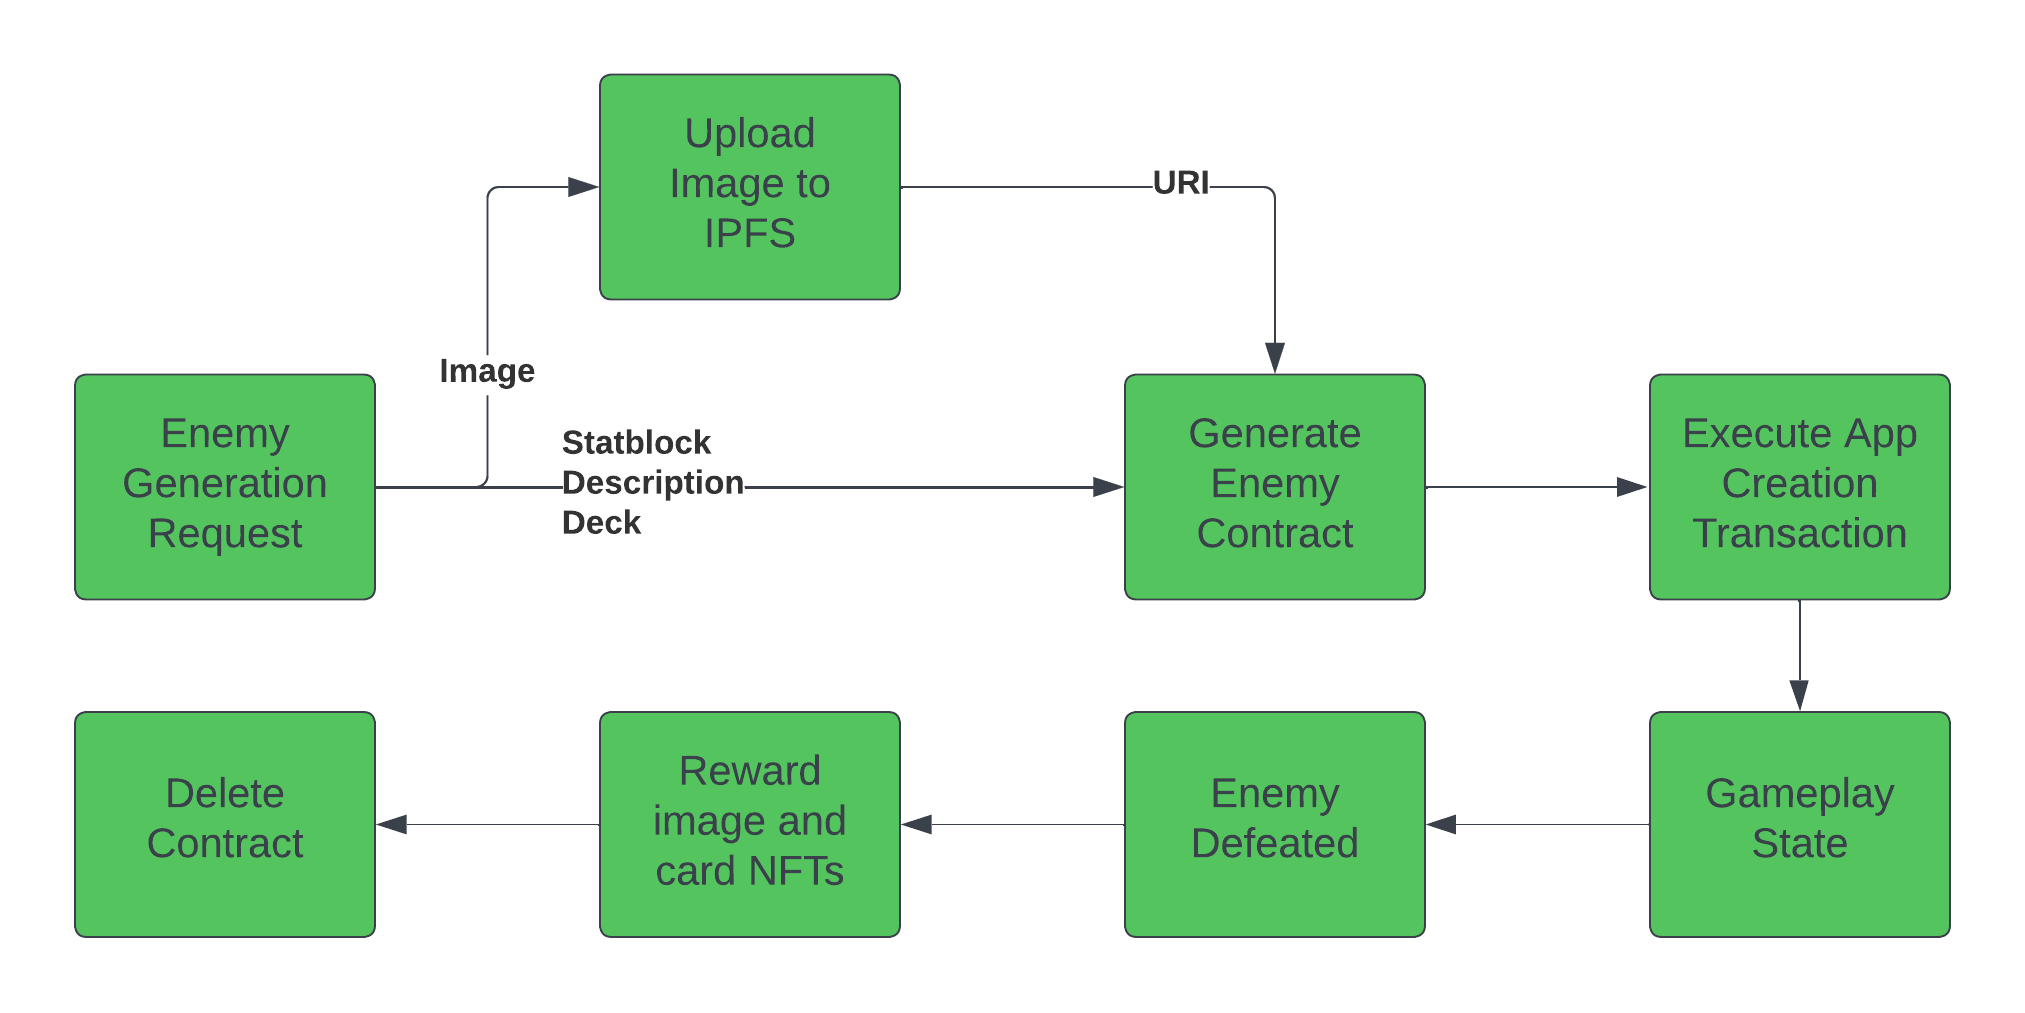 Upload
Image to
IPFS
URI
Image
Enemy
Generation
Request
Statblock
Description
Deck
Generate
Enemy
Contract
Execute App
Creation
Transaction
Delete
Contract
Reward
image and
card NFTs
Enemy
Defeated
Gameplay
State